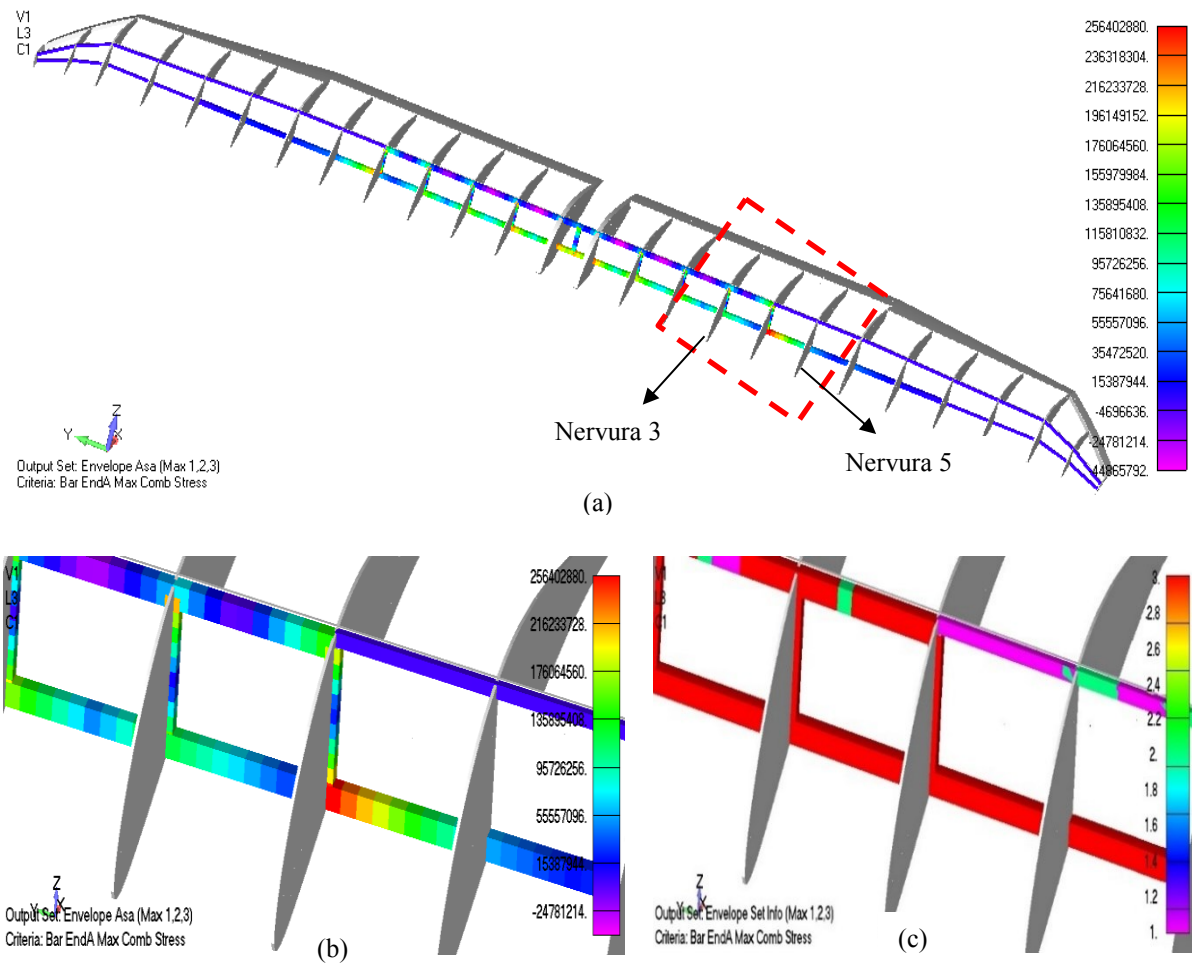 V1
L3
C1
256402880.
236318304.
216233728.
196149152.
176064560.
155979984.
135895408.
115810832.
95726256.
75641680.
55557096.
35472520.
15387944.
-4696636.
-24781214.
44865792.
Nervura 3
Nervura 5
Z
Y
X
Output Set: Envelope Asa (Max 1,2,3)
Criteria: Bar EndA Max Comb Stress
(a)
V1
L3
C1
256402880.
216233728.
176064560.
135895408.
95726256.
55557096.
15387944.
-24781214.
Z
Y
X
Output Set: Envelope Asa (Max 1,2,3)
Criteria: Bar EndA Max Comb Stress
(b)
V1
L3
C1
3.
2.8
2.6
2.4
2.2
2.
1.8
1.6
1.4
1.2
1.
Z
Y
X
Output Set: Envelope Set Info (Max 1,2,3)
Criteria: Bar EndA Max Comb Stress
(c)